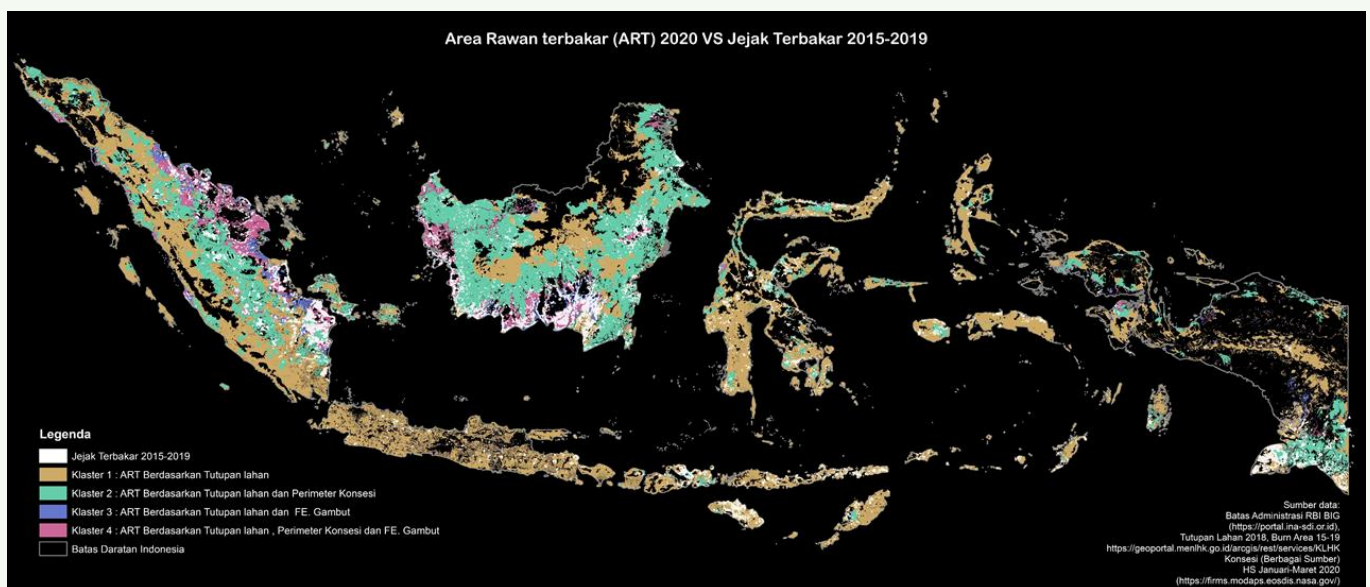 Area Rawan terbakar (ART) 2020 VS Jejak Terbakar 2015-2019
Legenda
Jejak Terbakar 2015-2019
Klaster 1 : ART Berdasarkan Tutupan lahan
Klaster 2 : ART Berdasarkan Tutupan lahan dan Perimeter Konsesi
Klaster 3 : ART Berdasarkan Tutupan lahan dan FE. Gambut
Klaster 4 : ART Berdasarkan Tutupan lahan , Perimeter Konsesi dan FE. Gambut
Batas Daratan Indonesia
Sumber data:
Batas Administrasi RBI BIG
(https://portal.ina-sdi.or.id),
Tutupan Lahan 2018, Burn Area 15-19
https://geoportal.menlhk.go.id/arcgis/rest/services/KLHK
Konsesi (Berbagai Sumber)
HS Januari-Maret 2020
(https://firms.modaps.eosdis.nasa.gov/)